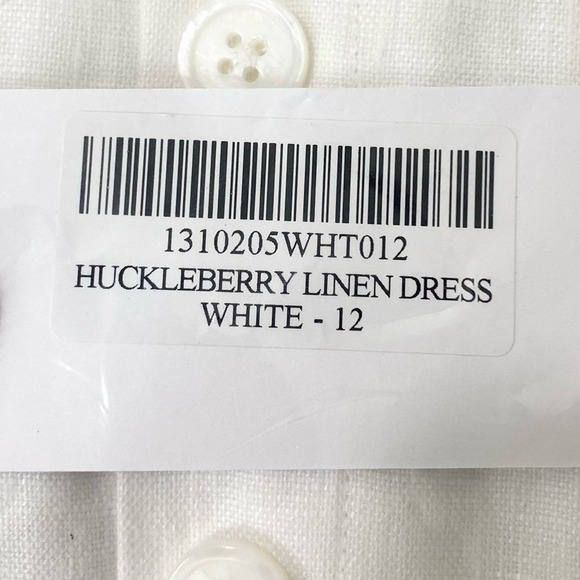 1310205WHT012
HUCKLEBERRY LINEN DRESS
WHITE - 12